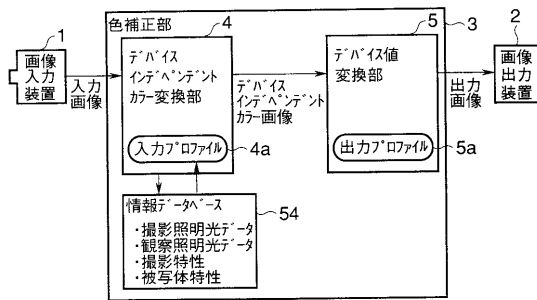 1
画像
入力
装置
入力
画像
色補正部
4
デバイス
インデペンデント
カラー変換部
入力プロファイル
4a
デバイス
インデペンデント
カラー画像
情報データベース
・撮影照明光データ
・観察照明光データ
・撮影特性
・被写体特性
54
5
デバイス値
変換部
出力プロファイル
5a
3
出力
画像
2
画像
出力
装置